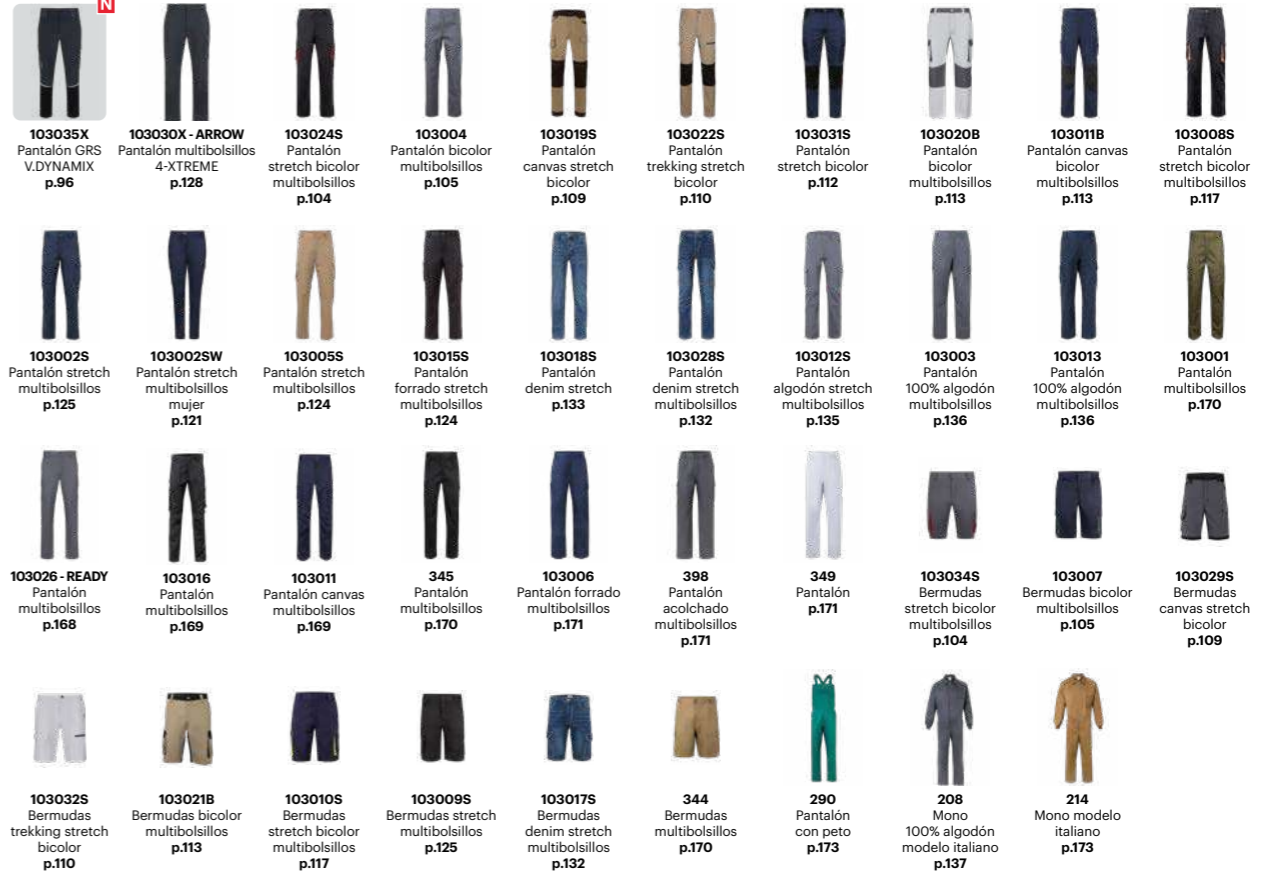 N
103035X
Pantalón GRS
V.DYNAMIX
p.96
103030X - ARROW
Pantalón multibolsillos
4-XTREME
p.128
103024S
Pantalón
stretch bicolor
multibolsillos
p.104
103004
Pantalón bicolor
multibolsillos
p.105
103019S
Pantalón
canvas stretch
bicolor
p.109
103022S
Pantalón
trekking stretch
bicolor
p.110
103031S
Pantalón
stretch bicolor
p.112
103020B
Pantalón
bicolor
multibolsillos
p.113
103011B
Pantalón canvas
bicolor
multibolsillos
p.113
103008S
Pantalón
stretch bicolor
multibolsillos
p.117
103002S
Pantalón stretch
multibolsillos
p.125
103002SW
Pantalón stretch
multibolsillos
mujer
p.121
103005S
Pantalón stretch
multibolsillos
p.124
103015S
Pantalón
forrado stretch
multibolsillos
p.124
103018S
Pantalón
denim stretch
p.133
103028S
Pantalón
denim stretch
multibolsillos
p.132
103012S
Pantalón
algodón stretch
multibolsillos
p.135
103003
Pantalón
100% algodón
multibolsillos
p.136
103013
Pantalón
100% algodón
multibolsillos
p.136
103001
Pantalón
multibolsillos
p.170
103026 - READY
Pantalón
multibolsillos
p.168
103016
Pantalón
multibolsillos
p.169
103011
Pantalón canvas
multibolsillos
p.169
345
Pantalón
multibolsillos
p.170
103006
Pantalón forrado
multibolsillos
p.171
398
Pantalón
acolchado
multibolsillos
p.171
349
Pantalón
p.171
103034S
Bermudas
stretch bicolor
multibolsillos
p.104
103007
Bermudas bicolor
multibolsillos
p.105
103029S
Bermudas
canvas stretch
bicolor
p.109
103032S
Bermudas
trekking stretch
bicolor
p.110
103021B
Bermudas bicolor
multibolsillos
p.113
103010S
Bermudas
stretch bicolor
multibolsillos
p.117
103009S
Bermudas stretch
multibolsillos
p.125
103017S
Bermudas
denim stretch
multibolsillos
p.132
344
Bermudas
multibolsillos
p.170
290
Pantalón
con peto
p.173
208
Mono
100% algodón
modelo italiano
p.137
214
Mono modelo
italiano
p.173